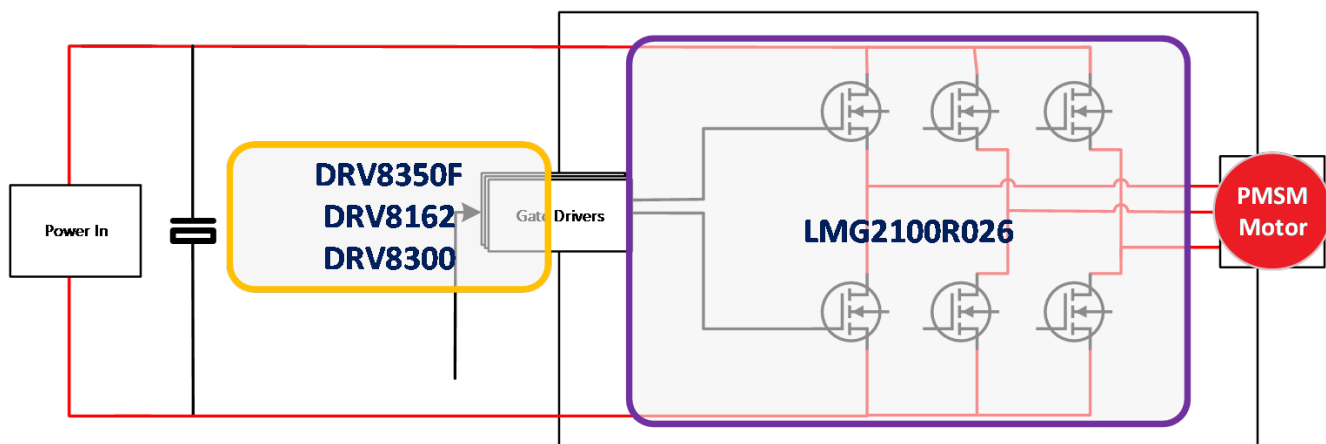 Power In
DRV8350F
DRV8162
DRV8300
Gate Drivers
LMG2100R026
PMSM
Motor